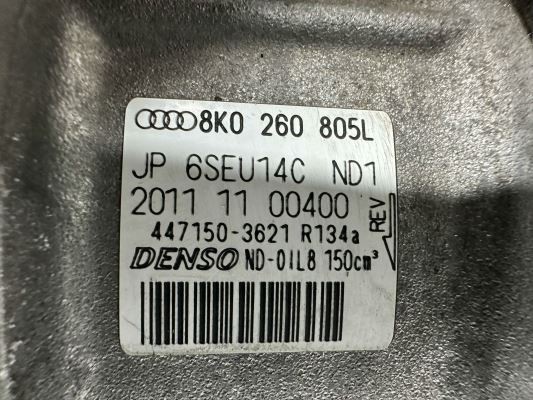 8K0 260 805L
JP 6SEU14C ND1
2011 11 00400
REV
447150-3621 R134a
DENSO ND-OIL8 150cm³